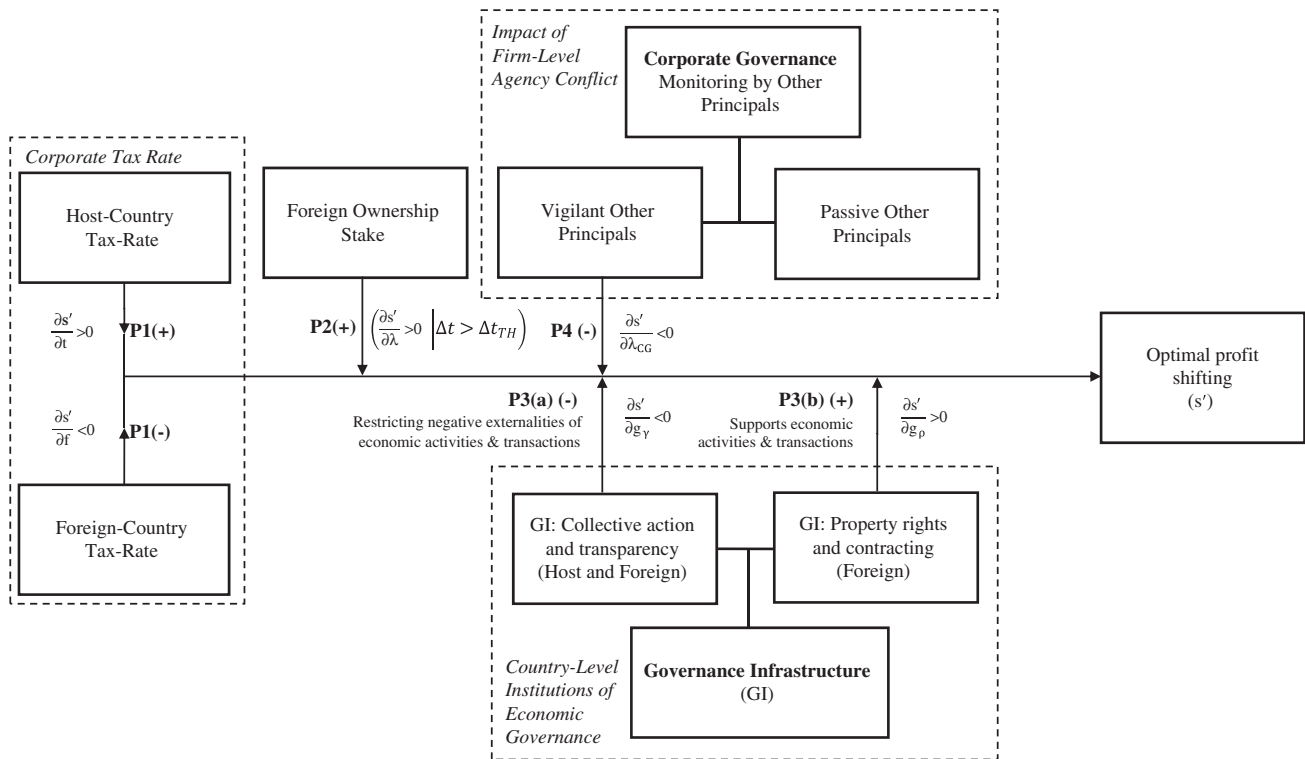 Impact of
Firm-Level
Agency Conflict
Corporate Governance
Monitoring by Other
Principals
Corporate Tax Rate
Host-Country
Tax-Rate
Foreign Ownership
Stake
Vigilant Other
Principals
Passive Other
Principals
∂s′/∂t >0
P1(+)
P2(+) (∂s′/∂λ >0 | Δt > Δt_TH)
P4 (-)
∂s′/∂λ_CG <0
Optimal profit
shifting
(s′)
∂s′/∂f <0
P1(-)
P3(a) (-)
Restricting negative externalities of
economic activities & transactions
∂s′/∂g_γ <0
P3(b) (+)
Supports economic
activities & transactions
∂s′/∂g_ρ >0
Foreign-Country
Tax-Rate
GI: Collective action
and transparency
(Host and Foreign)
GI: Property rights
and contracting
(Foreign)
Country-Level
Institutions of
Economic
Governance
Governance Infrastructure
(GI)